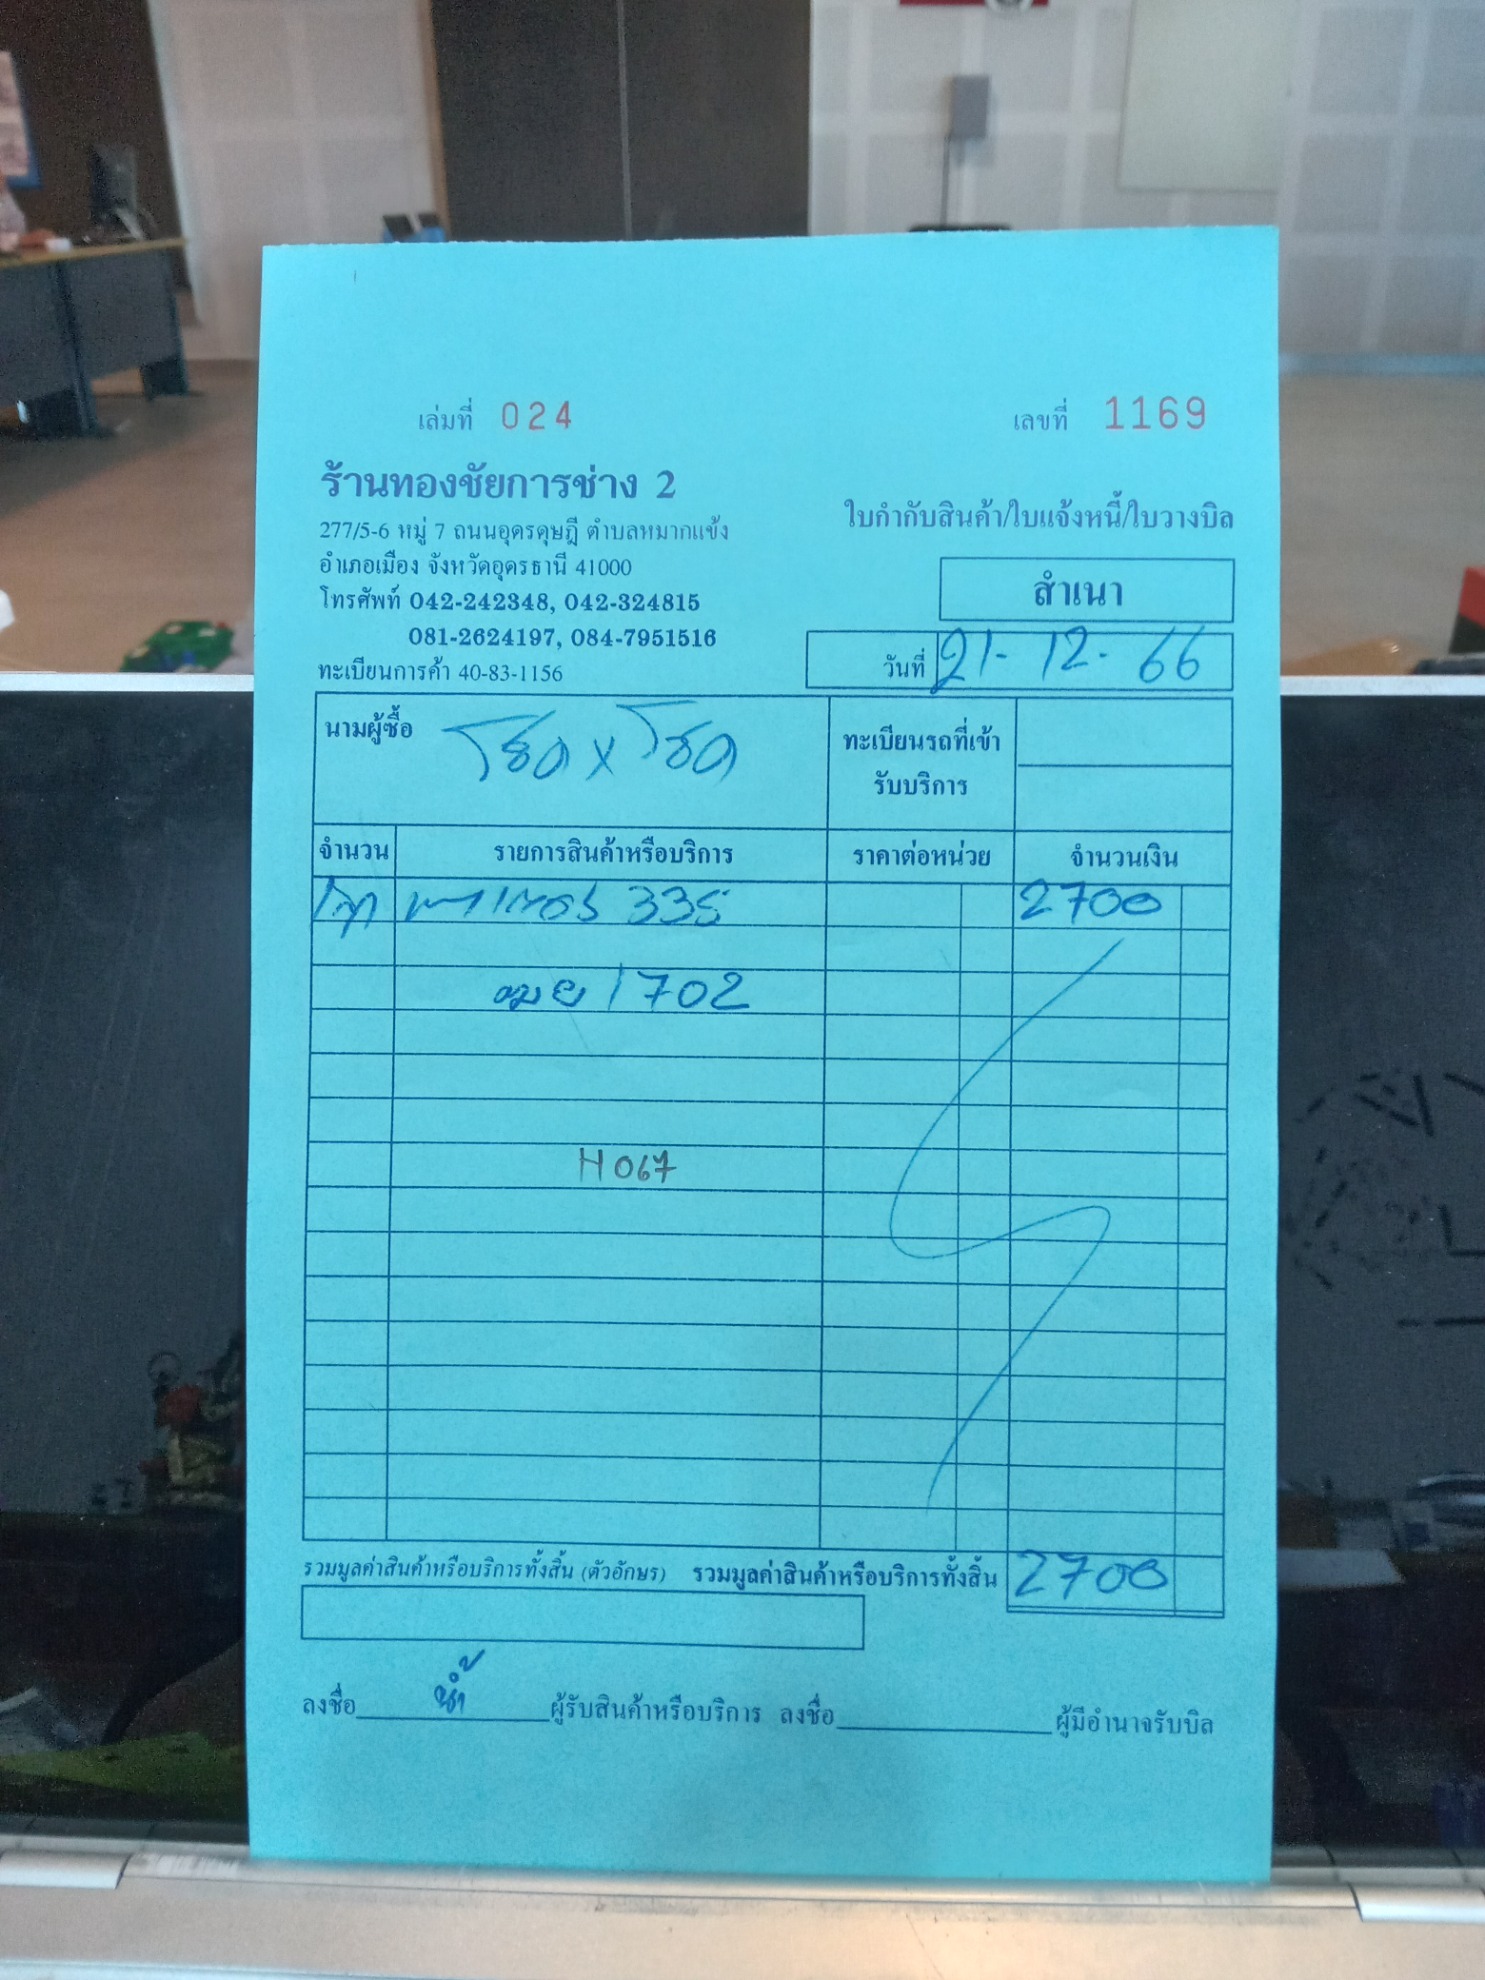 เล่มที่ 024 เลขที่ 1169
ร้านทองชัยการช่าง 2
ใบกำกับสินค้า/ใบแจ้งหนี้/ใบวางบิล
277/5-6 หมู่ 7 ถนนอุดรดุษฎี ตำบลหมากแข้ง
อำเภอเมือง จังหวัดอุดรธานี 41000
สำเนา
โทรศัพท์ 042-242348, 042-324815
081-2624197, 084-7951516
วันที่ 21-12-66
ทะเบียนการค้า 40-83-1156
นามผู้ซื้อ โชค x โชค
ทะเบียนรถที่เข้า
รับบริการ
จำนวน รายการสินค้าหรือบริการ ราคาต่อหน่วย จำนวนเงิน
335 2700
1702
H067
รวมมูลค่าสินค้าหรือบริการทั้งสิ้น (ตัวอักษร) รวมมูลค่าสินค้าหรือบริการทั้งสิ้น 2700
ลงชื่อ น้ำ ผู้รับสินค้าหรือบริการ ลงชื่อ ผู้มีอำนาจรับบิล